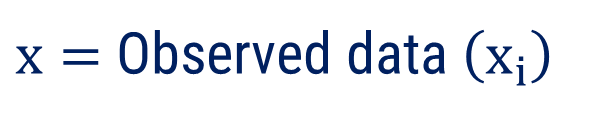 x = Observed data (xᵢ)